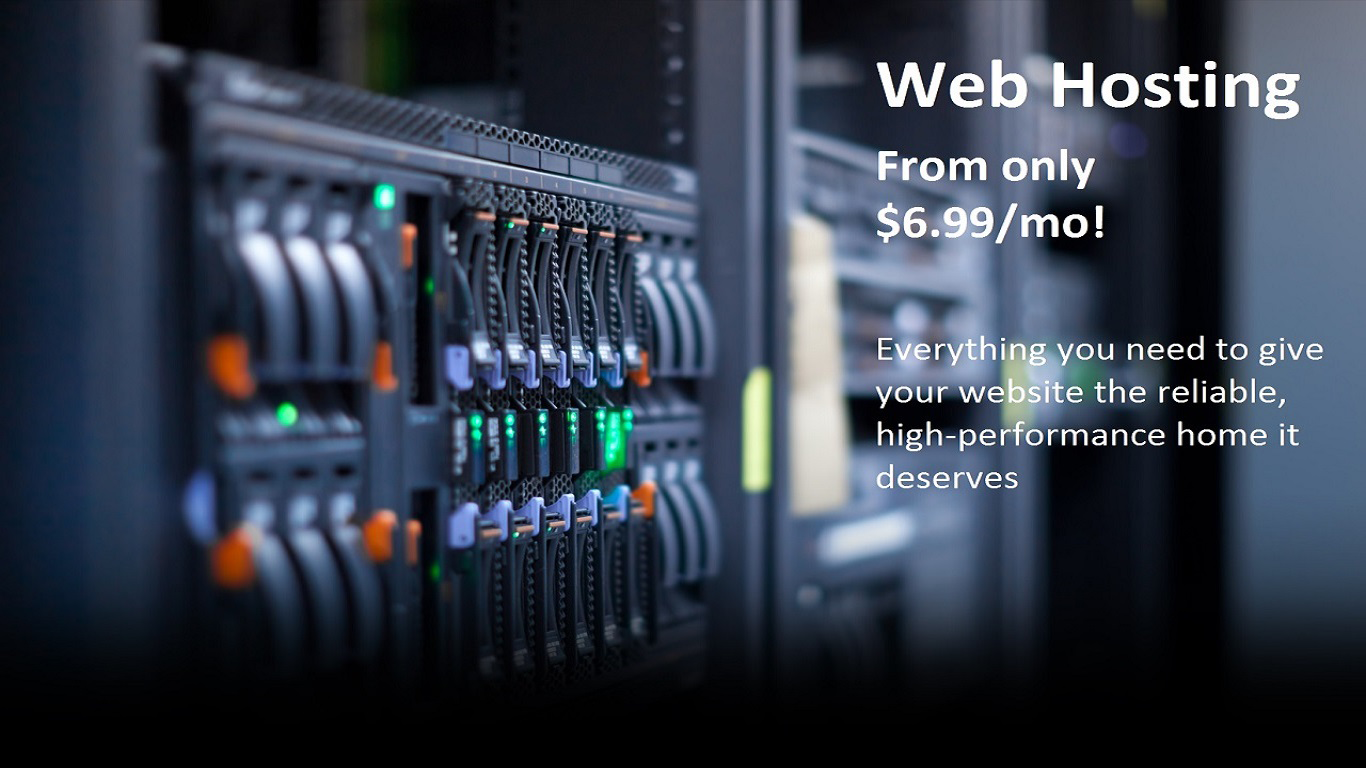 Web Hosting
From only
$6.99/mo!
Everything you need to give
your website the reliable,
high-performance home it
deserves